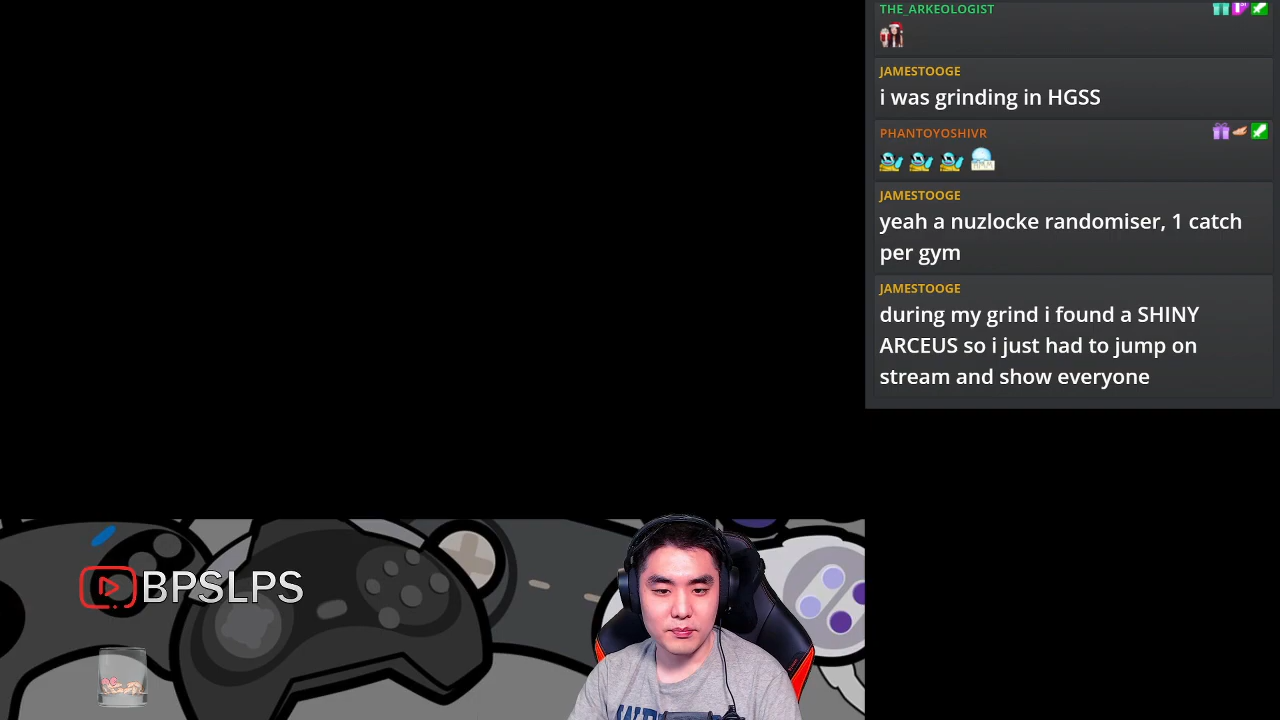 THE_ARKEOLOGIST
JAMESTOOGE
i was grinding in HGSS
PHANTOYOSHIVR
JAMESTOOGE
yeah a nuzlocke randomiser, 1 catch
per gym
JAMESTOOGE
during my grind i found a SHINY
ARCEUS so i just had to jump on
stream and show everyone
BPSLPS